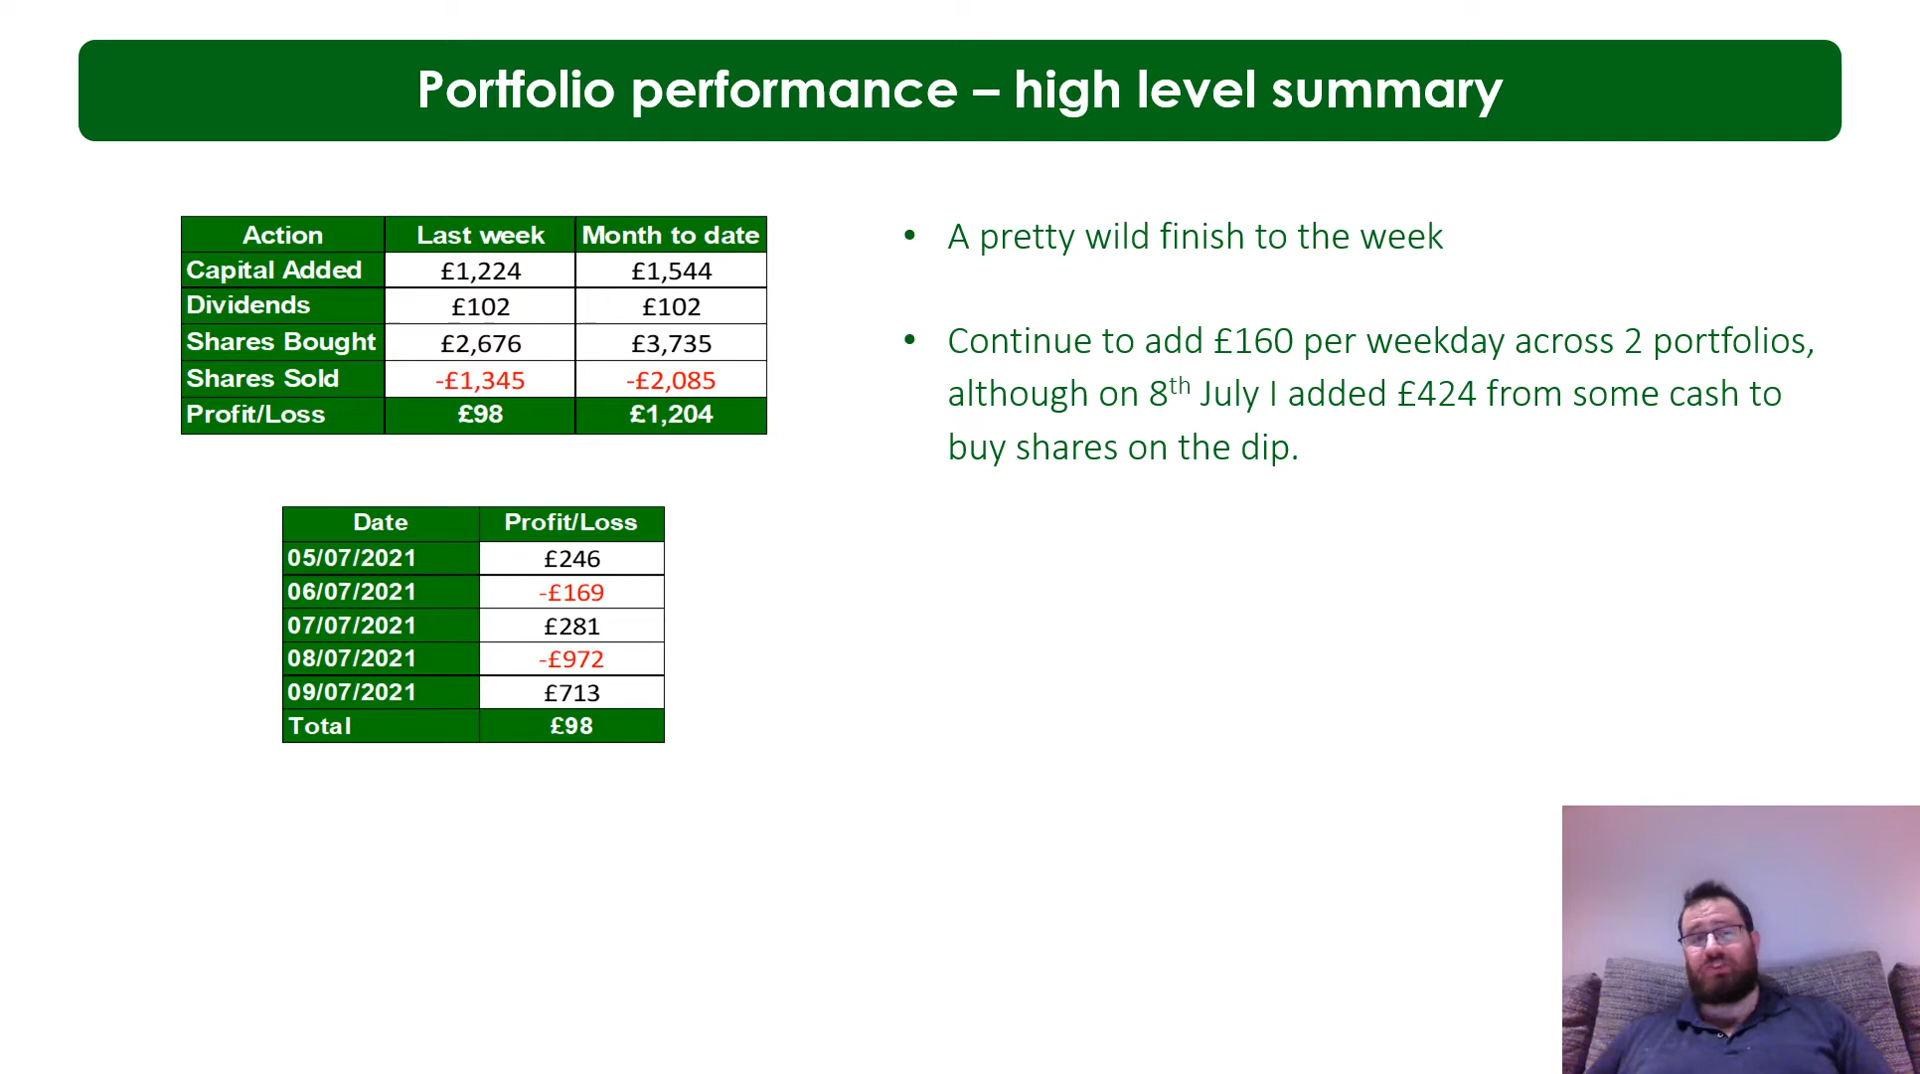 Portfolio performance – high level summary
Action Last week Month to date
Capital Added £1,224 £1,544
Dividends £102 £102
Shares Bought £2,676 £3,735
Shares Sold -£1,345 -£2,085
Profit/Loss £98 £1,204
Date Profit/Loss
05/07/2021 £246
06/07/2021 -£169
07/07/2021 £281
08/07/2021 -£972
09/07/2021 £713
Total £98
• A pretty wild finish to the week
• Continue to add £160 per weekday across 2 portfolios,
although on 8th July I added £424 from some cash to
buy shares on the dip.